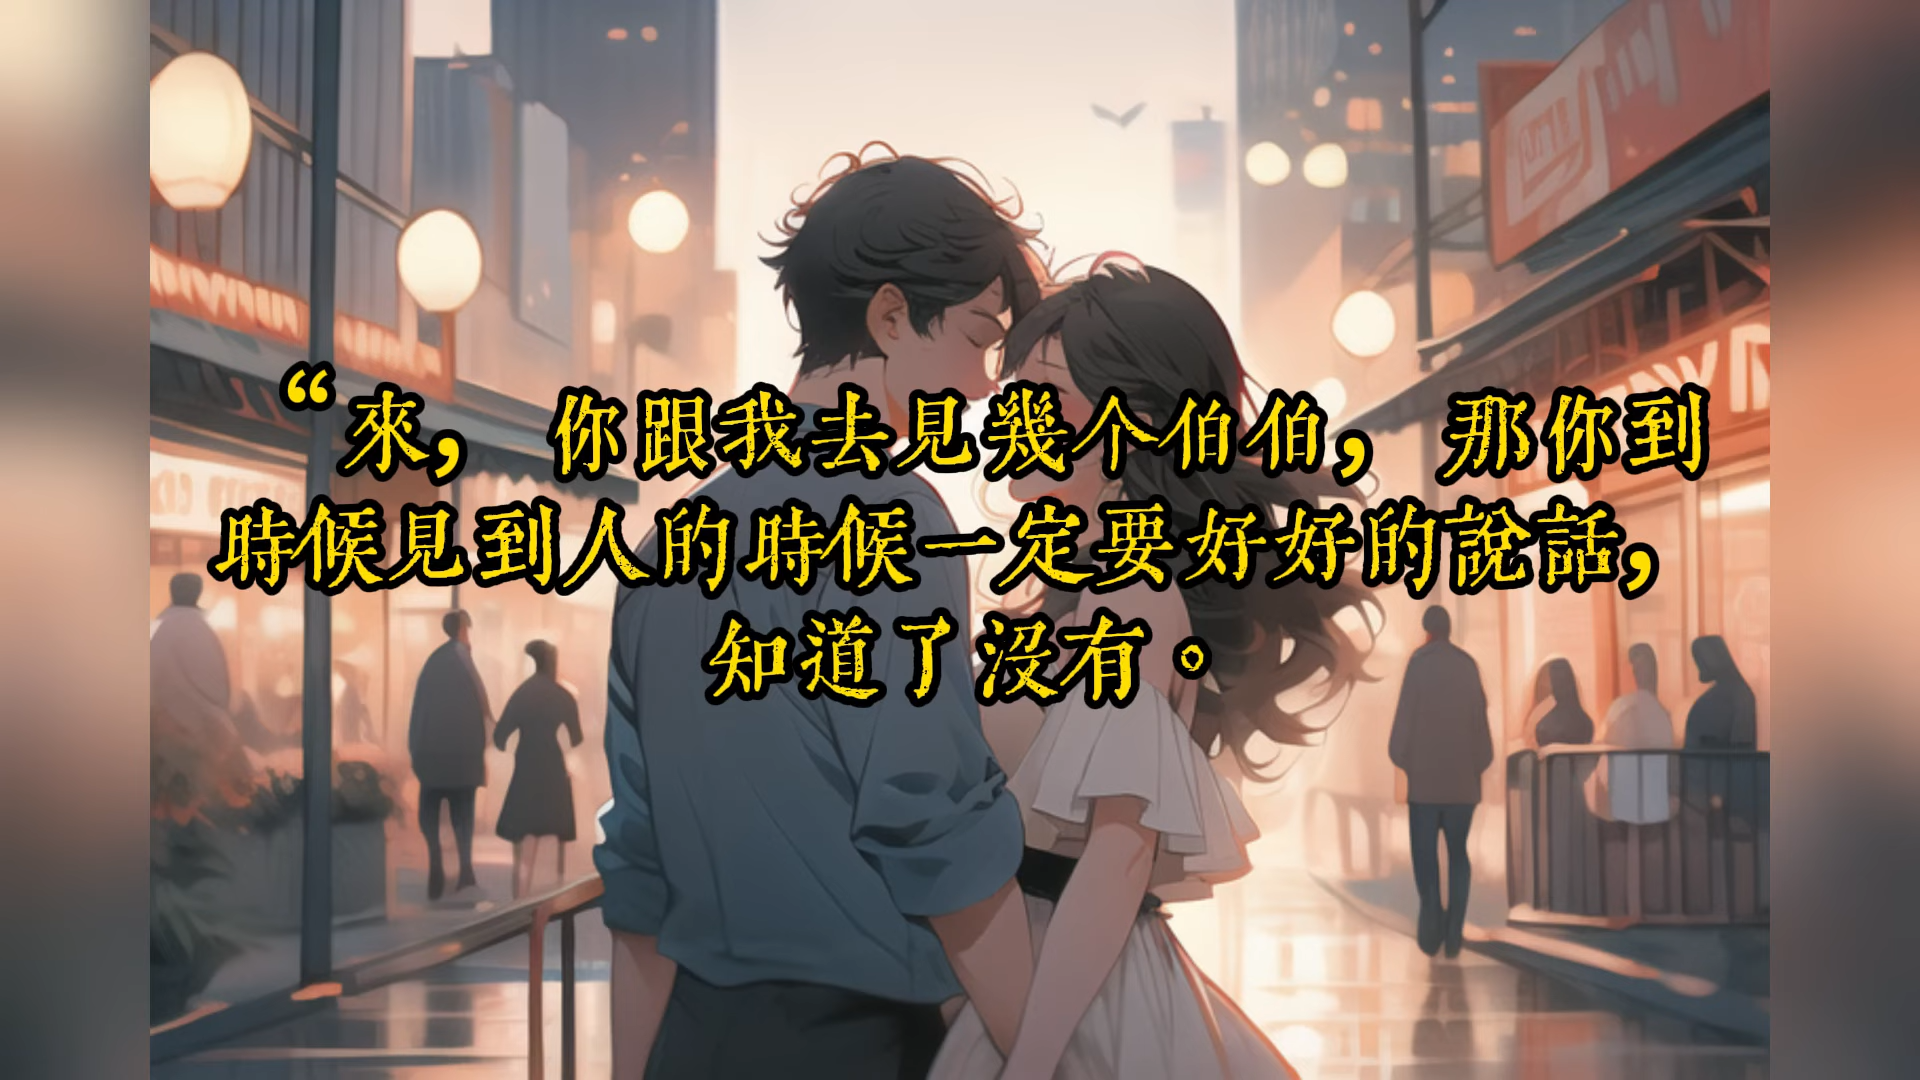 “來，你跟我去見幾个伯伯，那你到
時候見到人的時候一定要好好的說話，
知道了沒有。